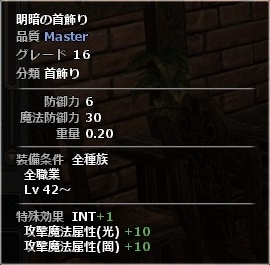 明暗の首飾り
品質 Master
グレード 16
分類 首飾り
防御力 6
魔法防御力 30
重量 0.20
装備条件 全種族
全職業
Lv 42～
特殊効果 INT+1
攻撃魔法属性(光) +10
攻撃魔法属性(闇) +10